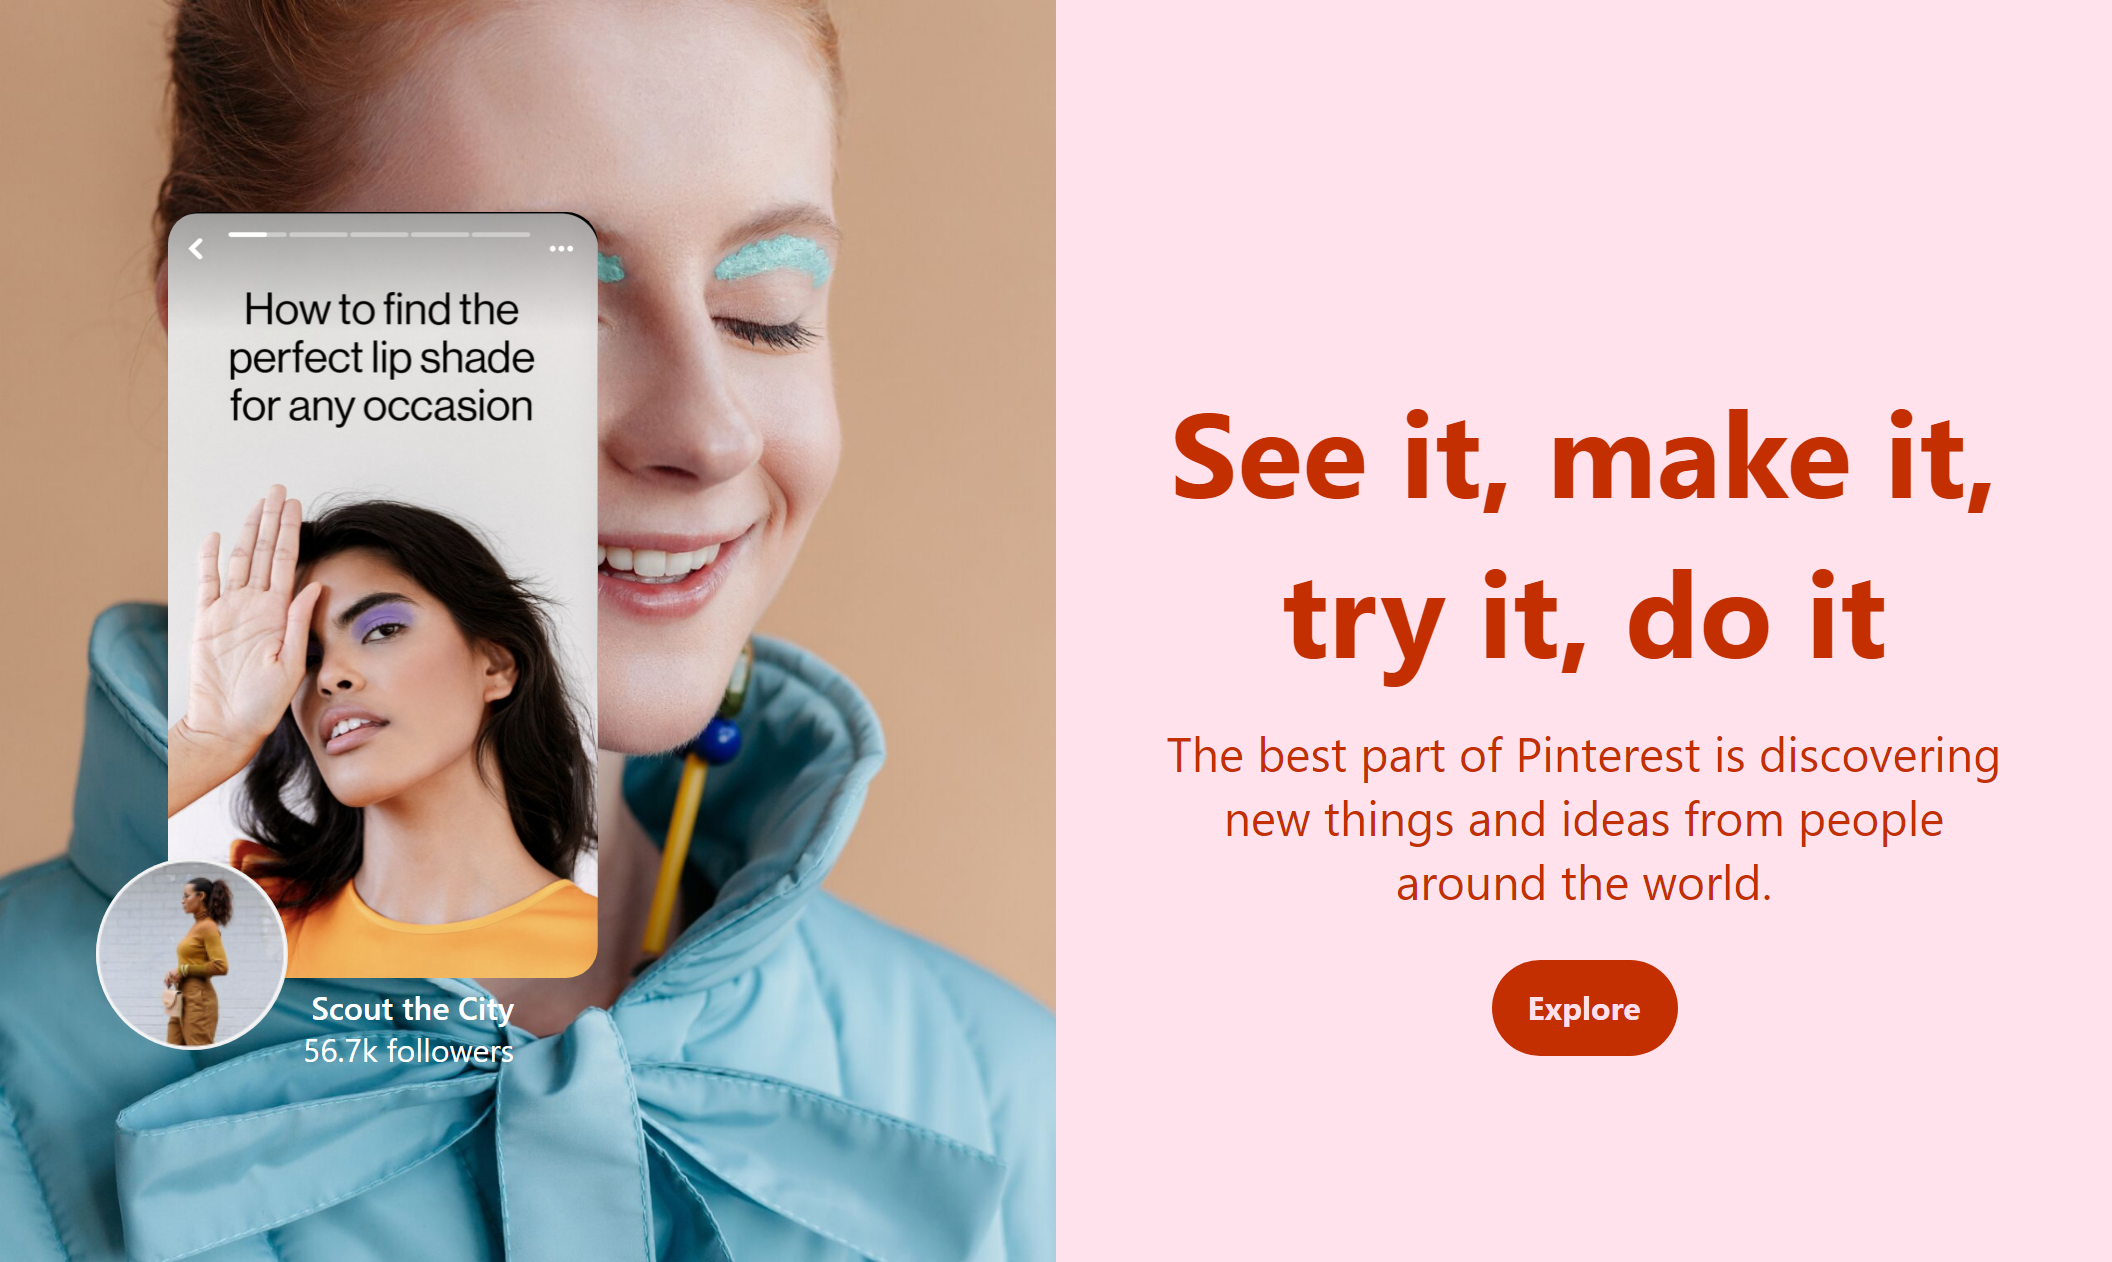 How to find the
perfect lip shade
for any occasion
Scout the City
56.7k followers
See it, make it,
try it, do it
The best part of Pinterest is discovering
new things and ideas from people
around the world.
Explore